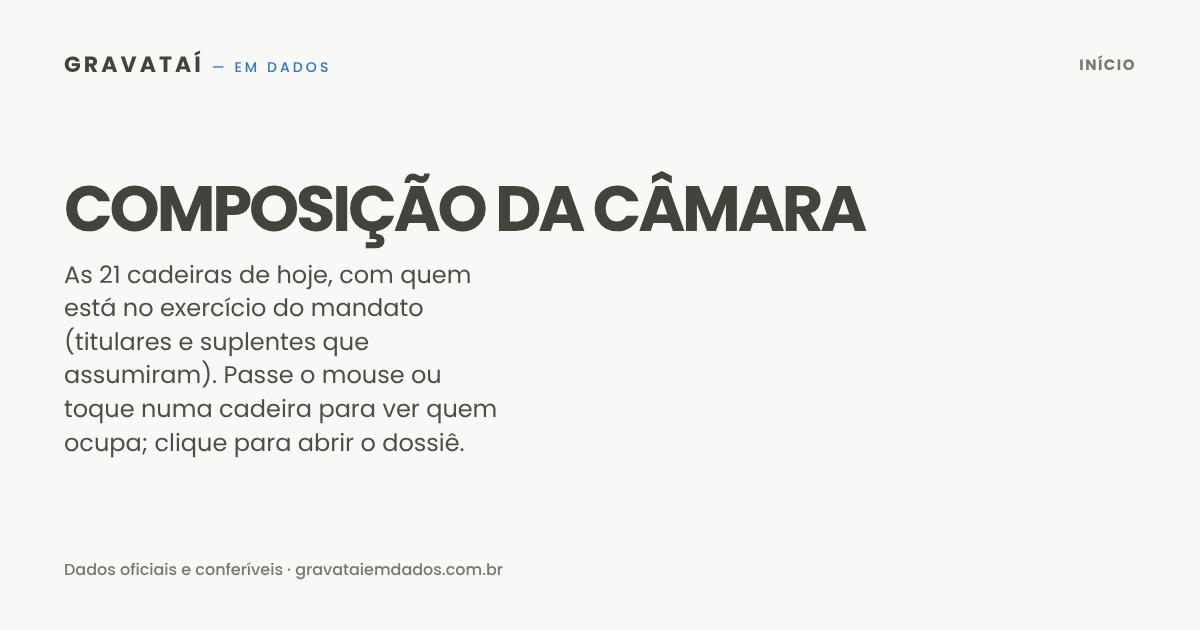 GRAVATAÍ — EM DADOS
INÍCIO
COMPOSIÇÃO DA CÂMARA
As 21 cadeiras de hoje, com quem
está no exercício do mandato
(titulares e suplentes que
assumiram). Passe o mouse ou
toque numa cadeira para ver quem
ocupa; clique para abrir o dossiê.
Dados oficiais e conferíveis · gravataiemdados.com.br